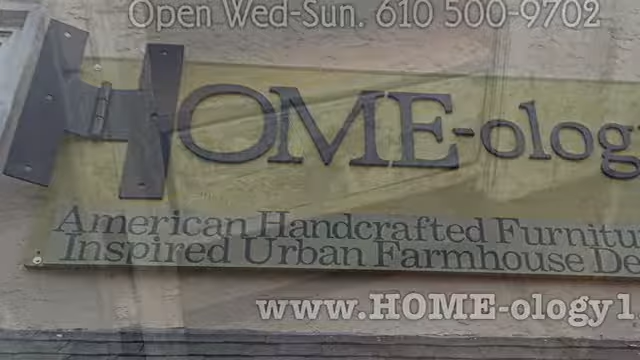 Open Wed-Sun. 610 500-9702
HOME-olog
American Handcrafted Furnitu
Inspired Urban Farmhouse De
www.HOME-ology1.